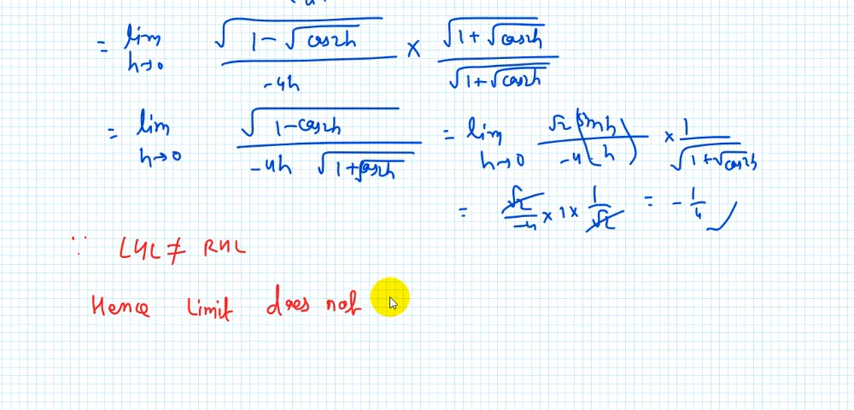 = lim h→0 √(1 - √cos2h) / -4h × √(1 + √cos2h) / √(1 + √cos2h)
= lim h→0 √(1 - cos2h) / -4h √(1 + √cos2h) = lim h→0 √2 (sinh) / -4 (h) × 1 / √(1 + √cos2h)
= √2 / -4 × 1 × 1 / √2 = - 1/4 ✓
∵ LHL ≠ RHL
Hence Limit does not